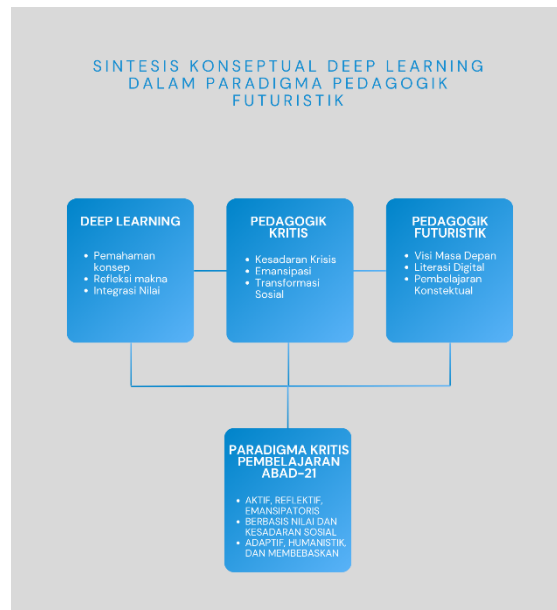 SINTESIS KONSEPTUAL DEEP LEARNING
DALAM PARADIGMA PEDAGOGIK
FUTURISTIK
DEEP LEARNING
• Pemahaman
konsep
• Refleksi makna
• Integrasi Nilai
PEDAGOGIK
KRITIS
• Kesadaran Krisis
• Emansipasi
• Transformasi
Sosial
PEDAGOGIK
FUTURISTIK
• Visi Masa Depan
• Literasi Digital
• Pembelajaran
Konstektual
PARADIGMA KRITIS
PEMBELAJARAN
ABAD-21
• AKTIF, REFLEKTIF,
EMANSIPATORIS
• BERBASIS NILAI DAN
KESADARAN SOSIAL
• ADAPTIF, HUMANISTIK,
DAN MEMBEBASKAN